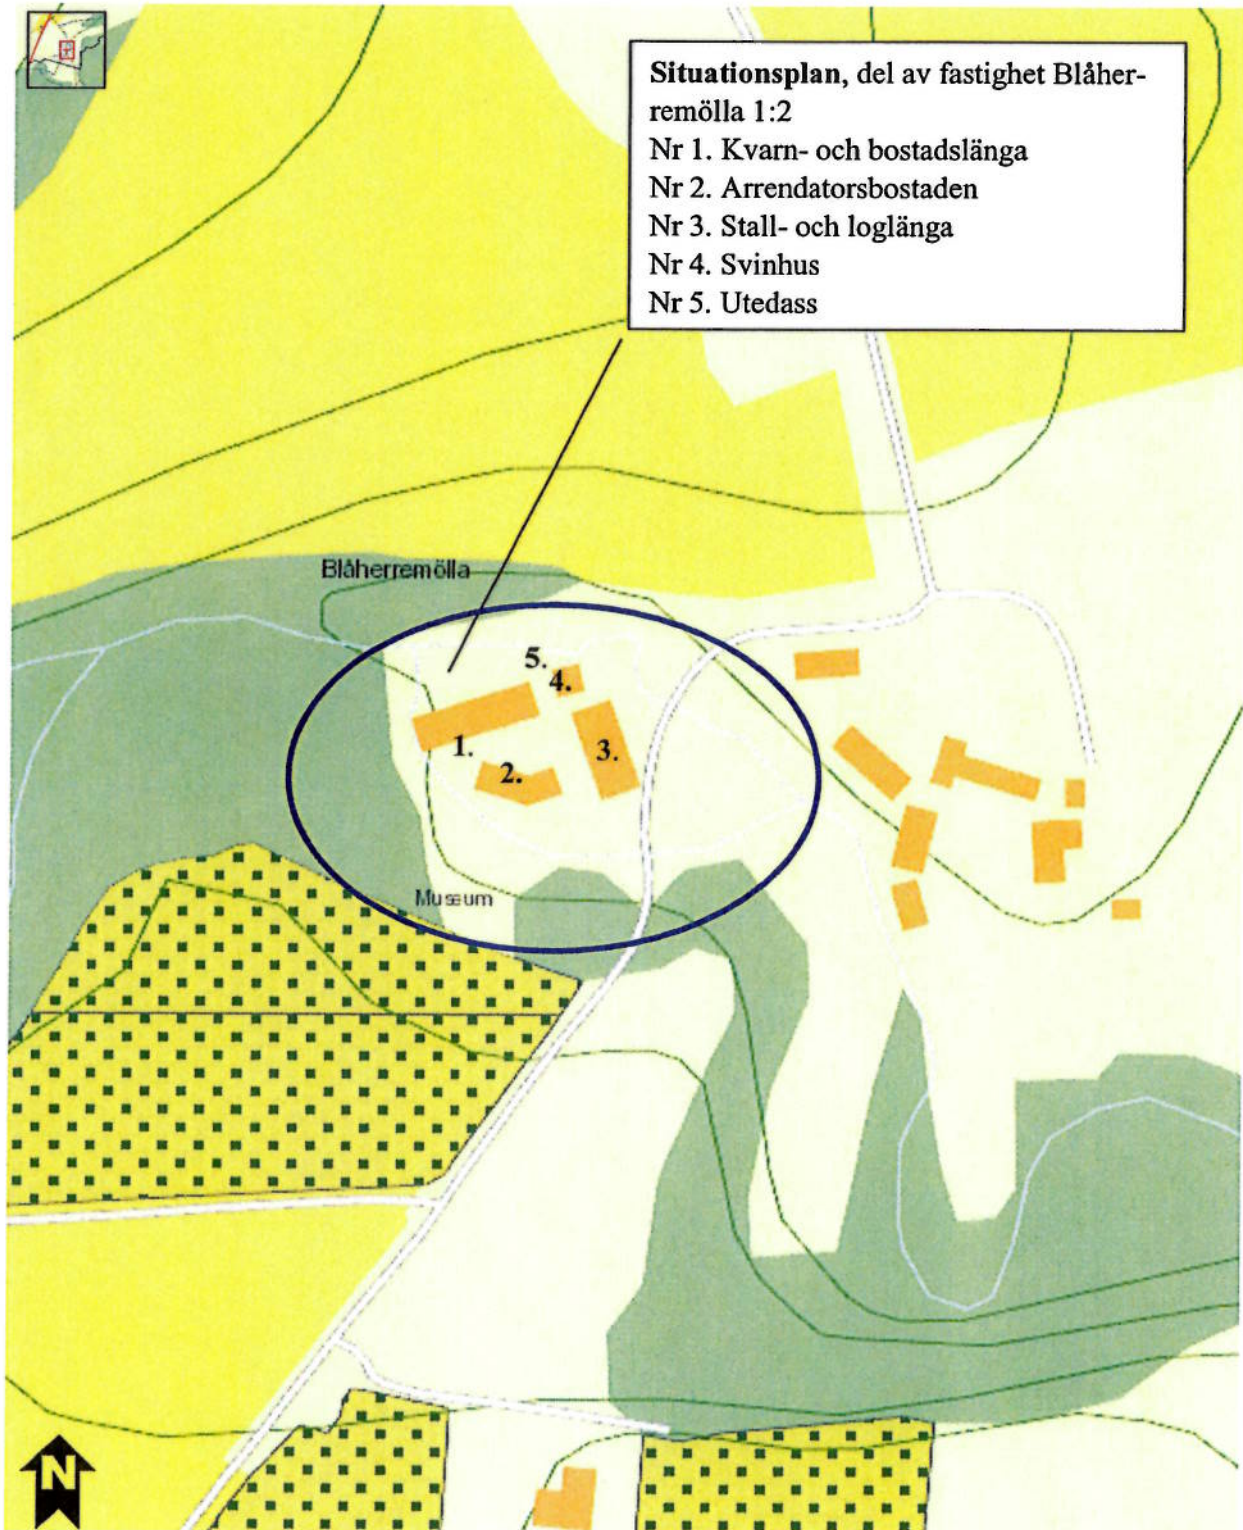 Situationsplan, del av fastighet Blåher-
remölla 1:2
Nr 1. Kvarn- och bostadslänga
Nr 2. Arrendatorsbostaden
Nr 3. Stall- och loglänga
Nr 4. Svinhus
Nr 5. Utedass
Blåherremölla
5.
4.
1.
3.
2.
Museum
N